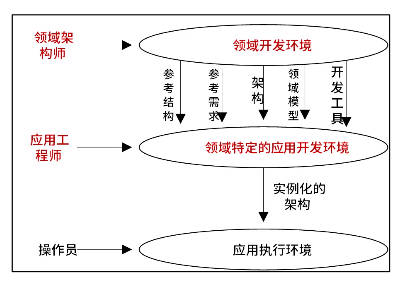 领域架
构师
领域开发环境
参考结构
参考需求
架构
领域模型
开发工具
应用工
程师
领域特定的应用开发环境
实例化的
架构
操作员
应用执行环境